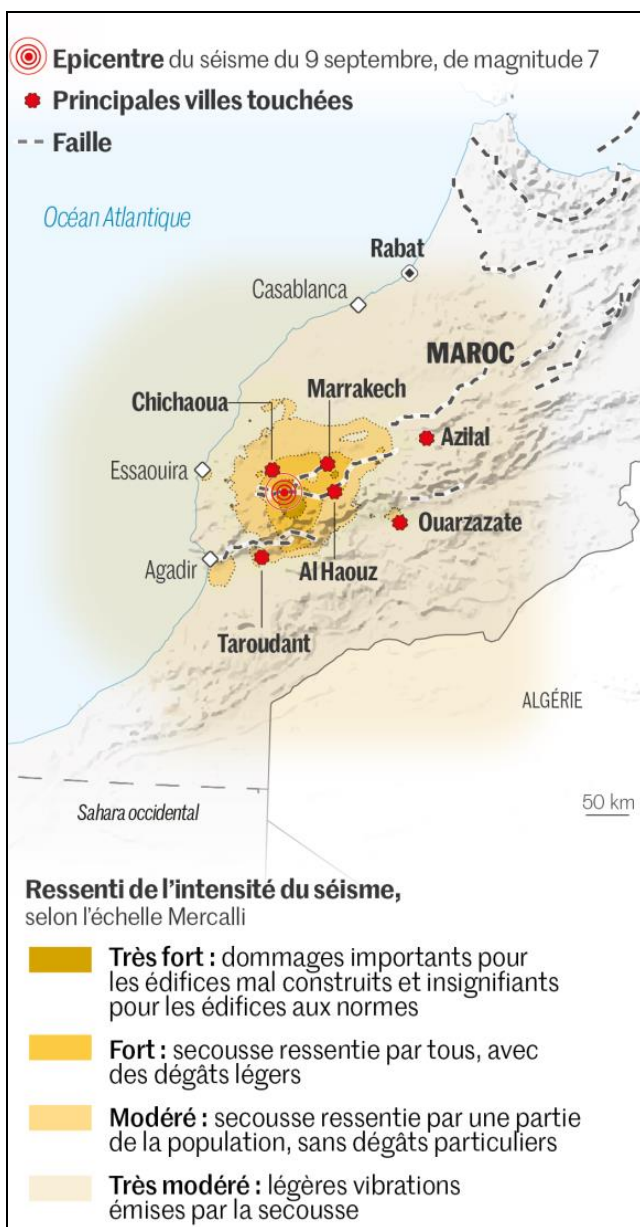 Epicentre du séisme du 9 septembre, de magnitude 7
Principales villes touchées
Faille
Océan Atlantique
Rabat
Casablanca
MAROC
Marrakech
Chichaoua
Azilal
Essaouira
Ouarzazate
Agadir
Al Haouz
Taroudant
ALGÉRIE
Sahara occidental
50 km
Ressenti de l'intensité du séisme,
selon l'échelle Mercalli
Très fort : dommages importants pour
les édifices mal construits et insignifiants
pour les édifices aux normes
Fort : secousse ressentie par tous, avec
des dégâts légers
Modéré : secousse ressentie par une partie
de la population, sans dégâts particuliers
Très modéré : légères vibrations
émises par la secousse